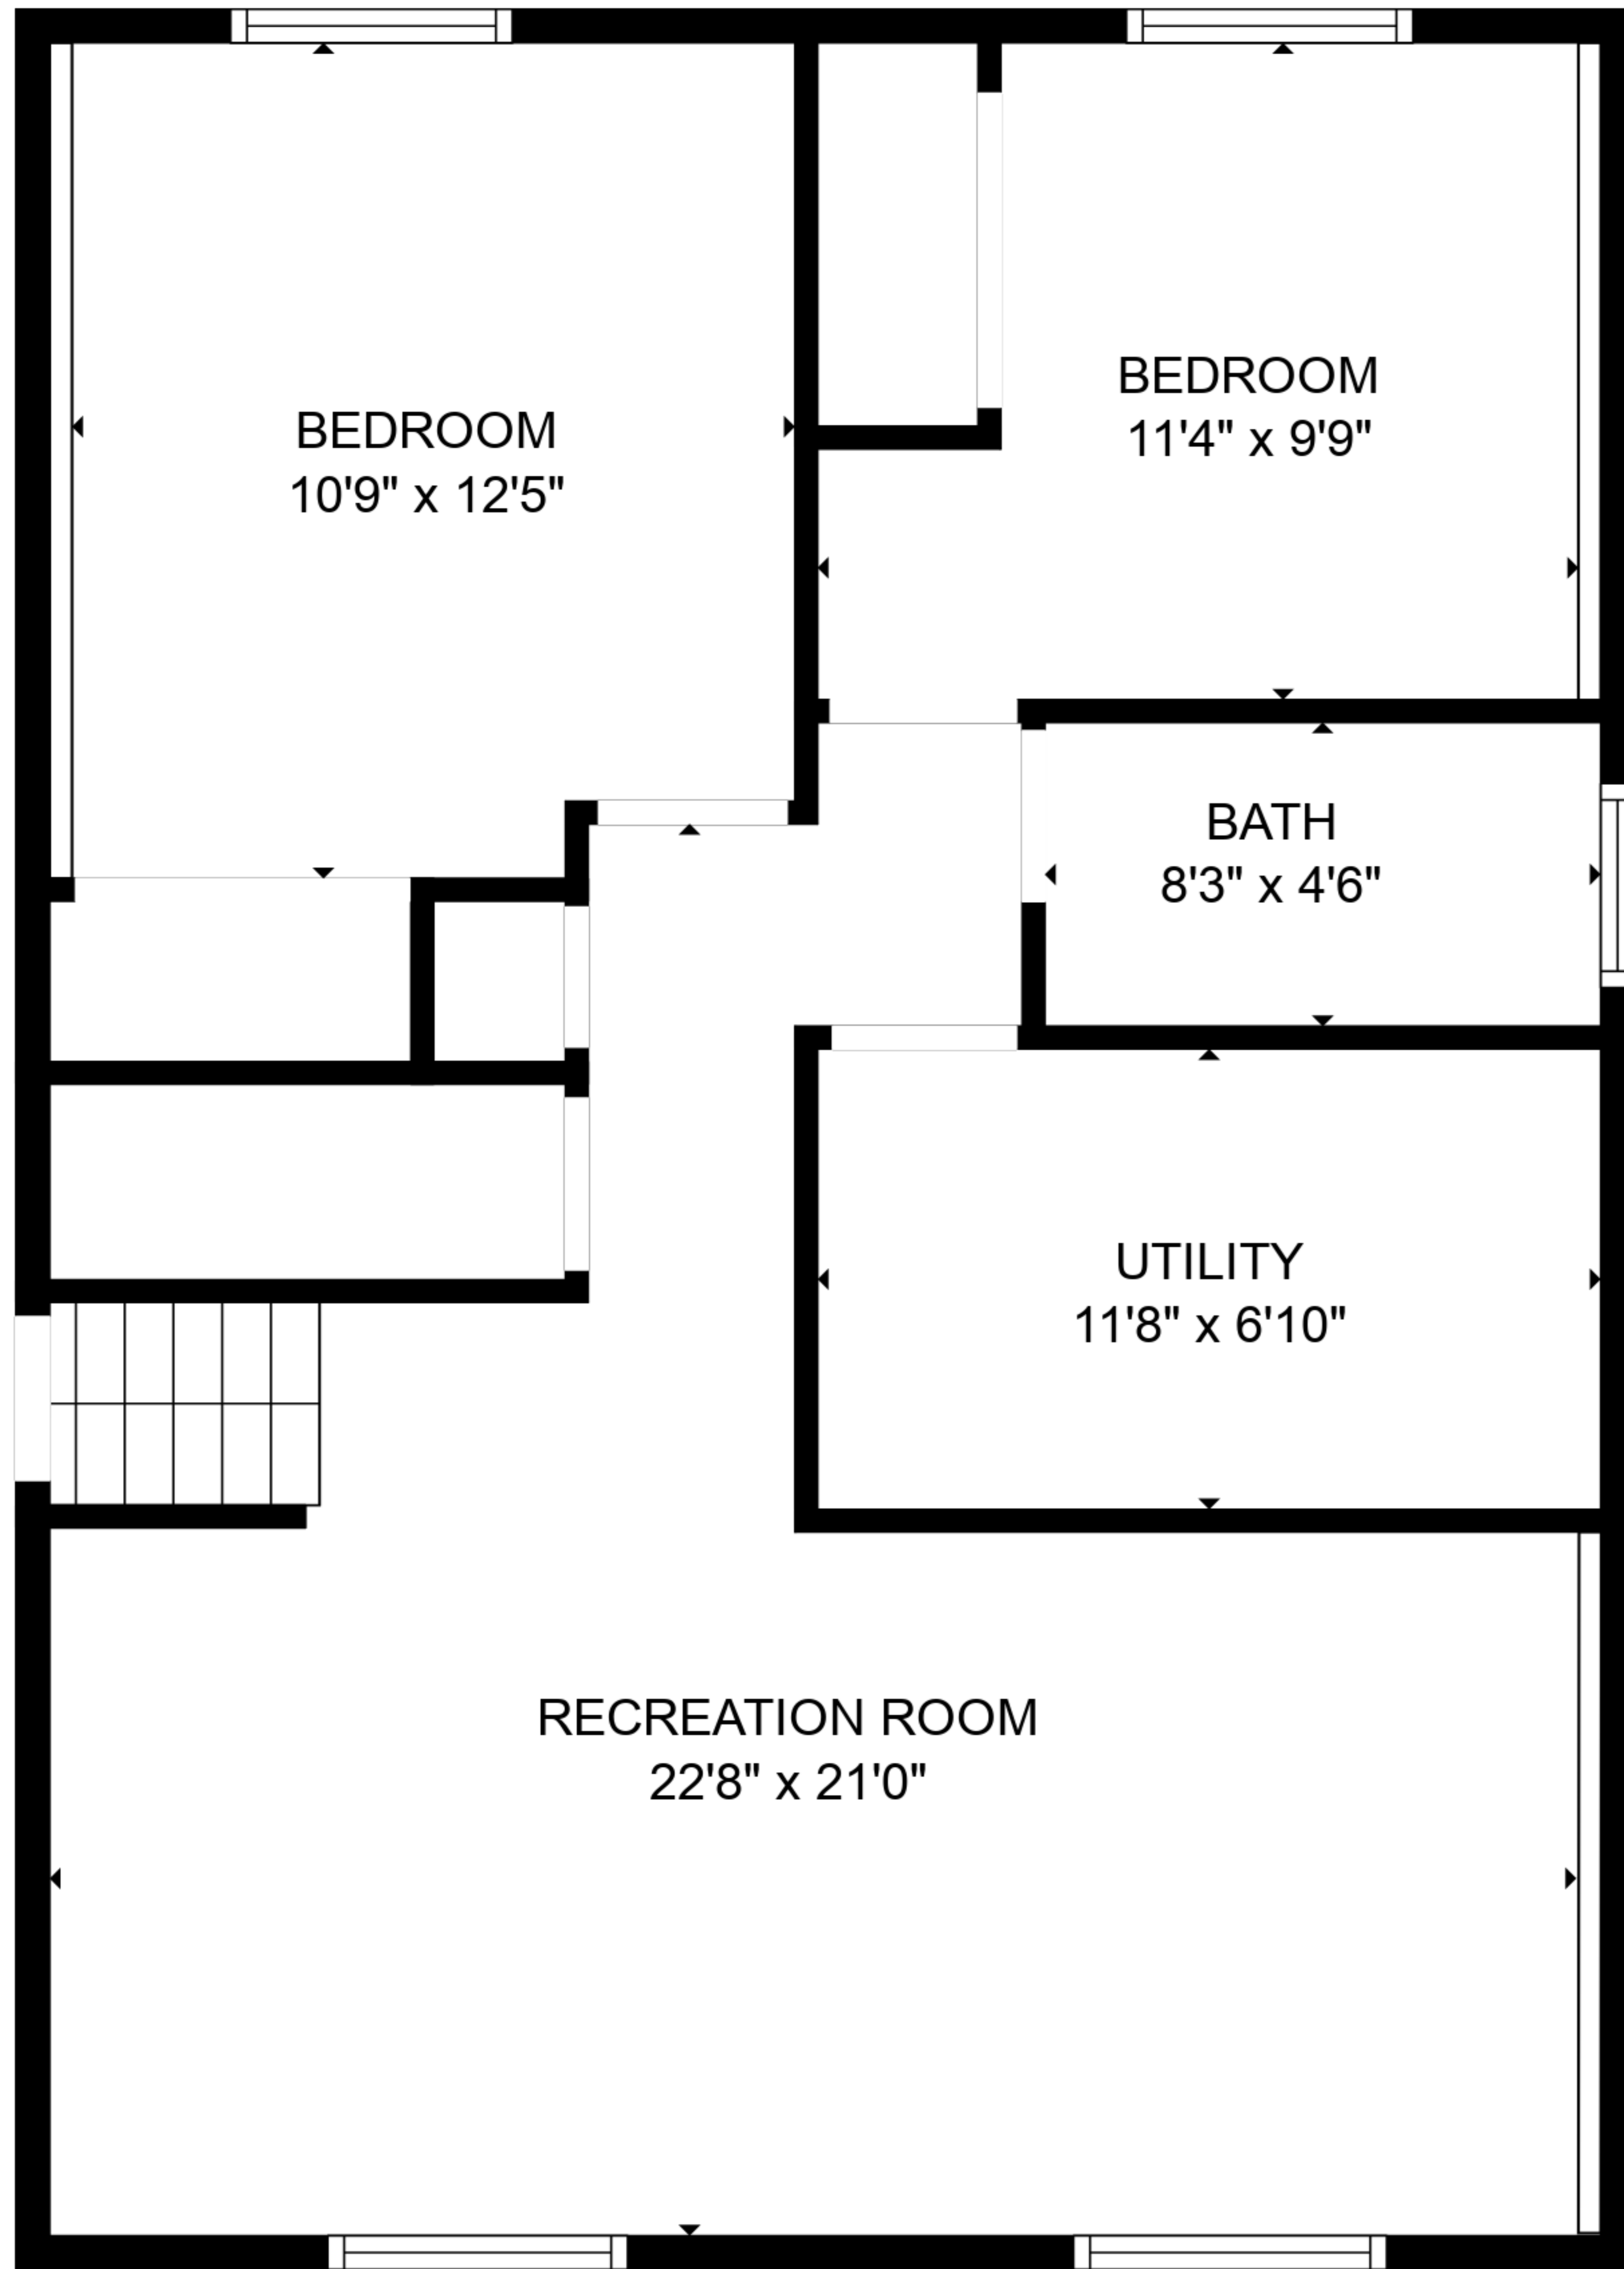 BEDROOM
10'9" x 12'5"
BEDROOM
11'4" x 9'9"
BATH
8'3" x 4'6"
UTILITY
11'8" x 6'10"
RECREATION ROOM
22'8" x 21'0"